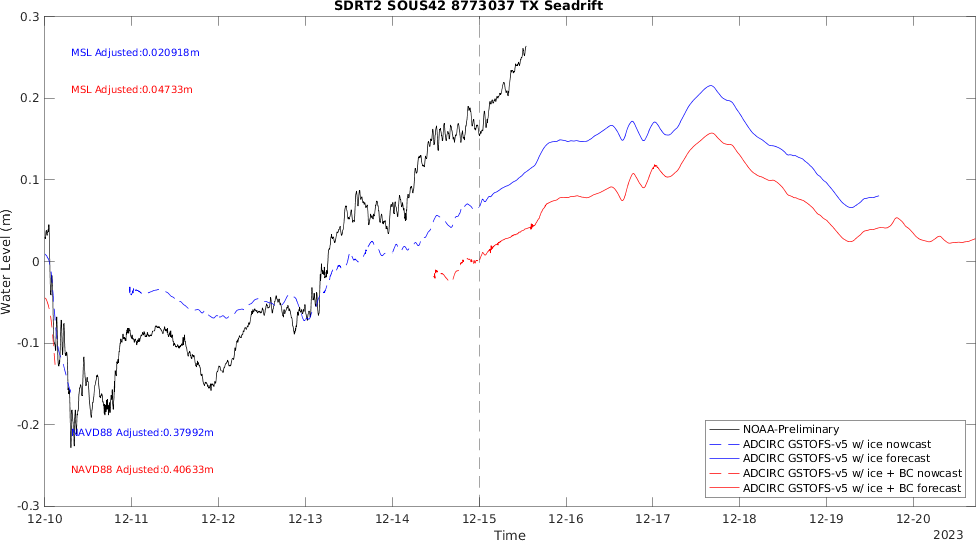 SDRT2 SOUS42 8773037 TX Seadrift
0.3
MSL Adjusted:0.020918m
MSL Adjusted:0.04733m
0.2
0.1
0
-0.1
-0.2
-0.3
Water Level (m)
NAVD88 Adjusted:0.37992m
NAVD88 Adjusted:0.40633m
NOAA-Preliminary
ADCIRC GSTOFS-v5 w/ ice nowcast
ADCIRC GSTOFS-v5 w/ ice forecast
ADCIRC GSTOFS-v5 w/ ice + BC nowcast
ADCIRC GSTOFS-v5 w/ ice + BC forecast
12-10 12-11 12-12 12-13 12-14 12-15 12-16 12-17 12-18 12-19 12-20
Time
2023